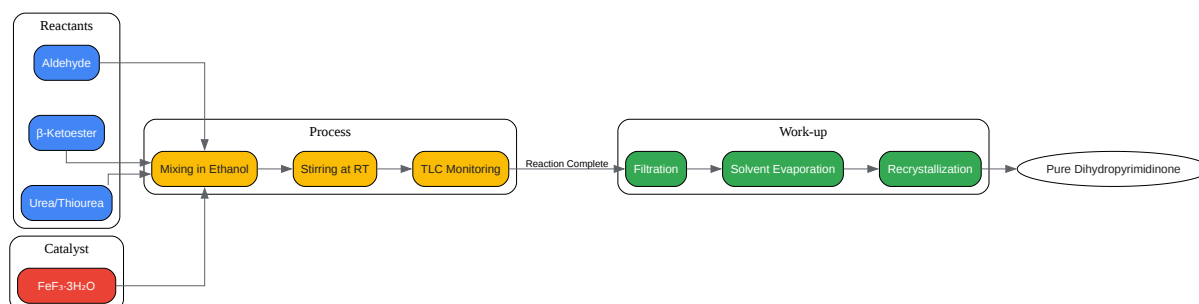 Reactants
Aldehyde
β-Ketoester
Urea/Thiourea
Catalyst
FeF₃·3H₂O
Process
Mixing in Ethanol
Stirring at RT
TLC Monitoring
Reaction Complete
Work-up
Filtration
Solvent Evaporation
Recrystallization
Pure Dihydropyrimidinone